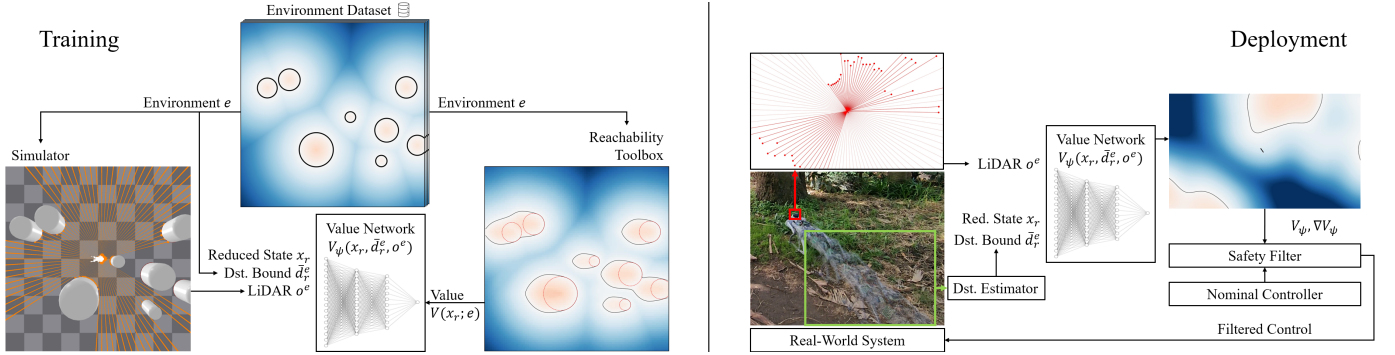 Training
Environment Dataset
Environment e
Environment e
Simulator
Reachability
Toolbox
Reduced State x_r
Dst. Bound d̄_r^e
LiDAR o^e
Value Network
V_ψ(x_r, d̄_r^e, o^e)
Value
V(x_r; e)
Deployment
LiDAR o^e
Red. State x_r
Dst. Bound d̄_r^e
Dst. Estimator
Value Network
V_ψ(x_r, d̄_r^e, o^e)
V_ψ, ∇V_ψ
Safety Filter
Nominal Controller
Filtered Control
Real-World System